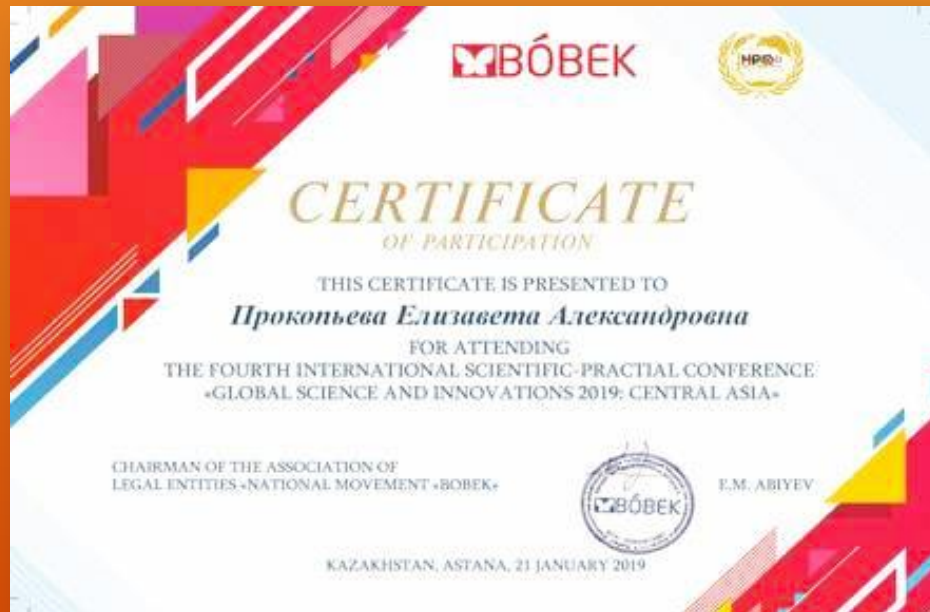 BÓBEK
CERTIFICATE
OF PARTICIPATION
THIS CERTIFICATE IS PRESENTED TO
Прокопьева Елизавета Александровна
FOR ATTENDING
THE FOURTH INTERNATIONAL SCIENTIFIC-PRACTIAL CONFERENCE
«GLOBAL SCIENCE AND INNOVATIONS 2019: CENTRAL ASIA»
CHAIRMAN OF THE ASSOCIATION OF
LEGAL ENTITIES «NATIONAL MOVEMENT «BOBEK»
BÓBEK
E.M. ABIYEV
KAZAKHSTAN, ASTANA, 21 JANUARY 2019